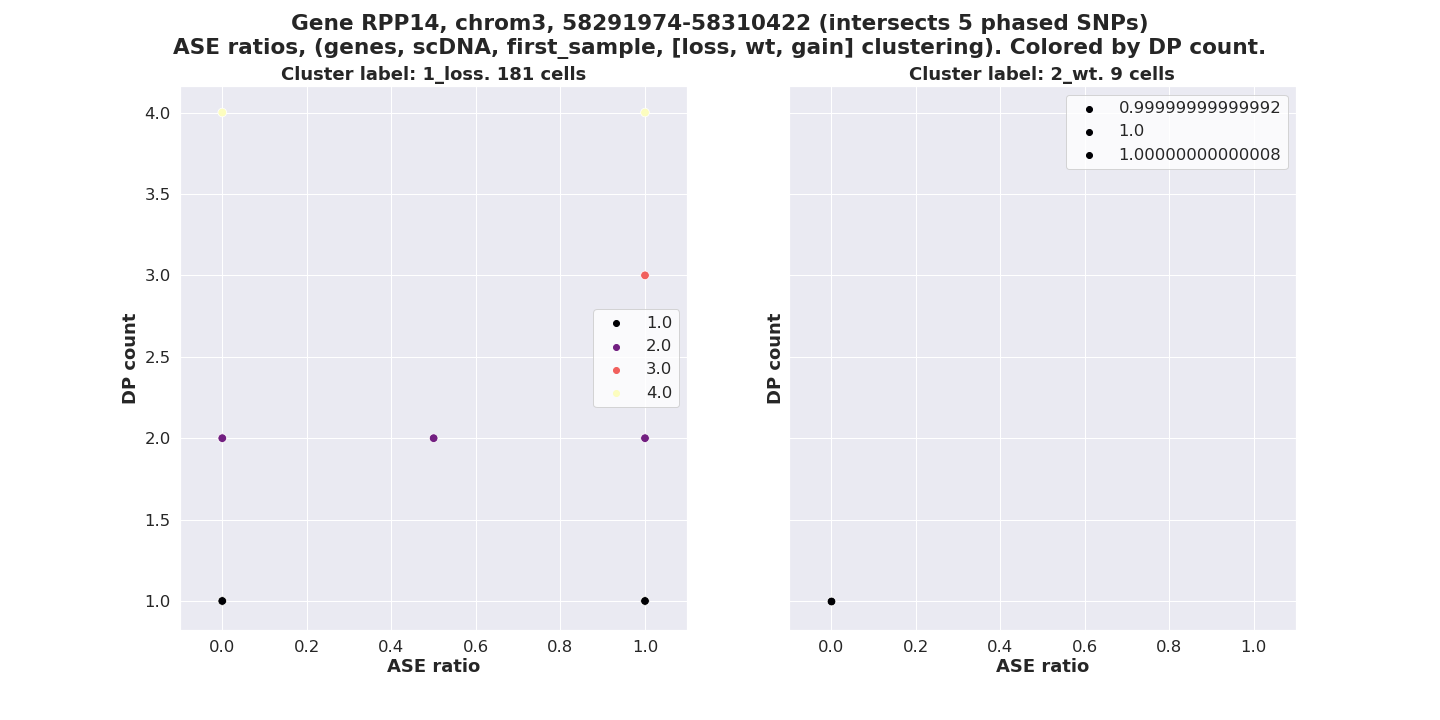 Gene RPP14, chrom3, 58291974-58310422 (intersects 5 phased SNPs)
ASE ratios, (genes, scDNA, first_sample, [loss, wt, gain] clustering). Colored by DP count.
Cluster label: 1_loss. 181 cells
4.0
3.5
3.0
2.5
2.0
1.5
1.0
DP count
1.0
2.0
3.0
4.0
0.0 0.2 0.4 0.6 0.8 1.0
ASE ratio
Cluster label: 2_wt. 9 cells
0.99999999999992
1.0
1.00000000000008
DP count
0.0 0.2 0.4 0.6 0.8 1.0
ASE ratio